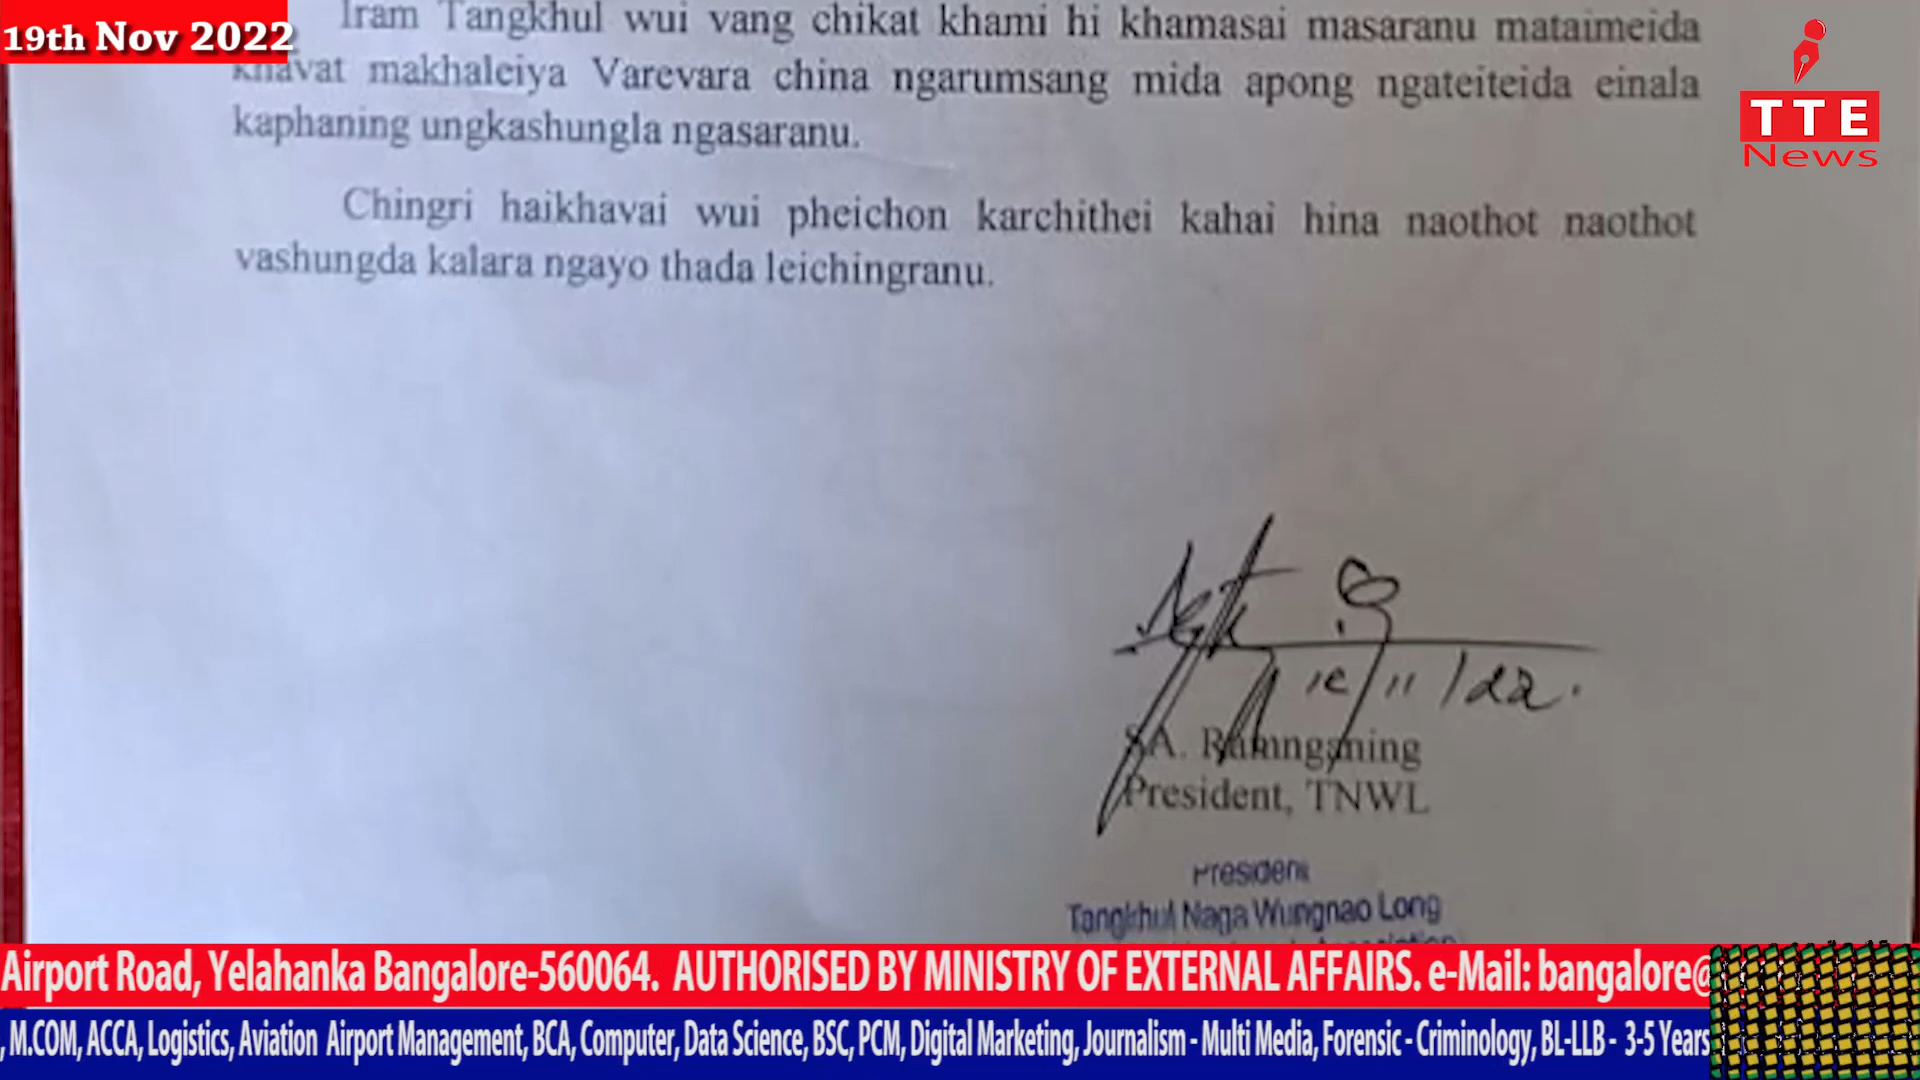 19th Nov 2022
Iram Tangkhul wui vang chikat khami hi khamasai masaranu mataimeida
khavat makhaleiya Varevara china ngarumsang mida apong ngateiteida einala
kaphaning ungkashungla ngasaranu.
Chingri haikhavai wui pheichon karchithei kahai hina naothot naothot
vashungda kalara ngayo thada leichingranu.
TTE
News
/11/22.
SA. Ramnganing
President, TNWL
President
Tangkhul Naga Wungnao Long
Airport Road, Yelahanka Bangalore-560064. AUTHORISED BY MINISTRY OF EXTERNAL AFFAIRS. e-Mail: bangalore@
, M.COM, ACCA, Logistics, Aviation Airport Management, BCA, Computer, Data Science, BSC, PCM, Digital Marketing, Journalism - Multi Media, Forensic - Criminology, BL-LLB - 3-5 Years